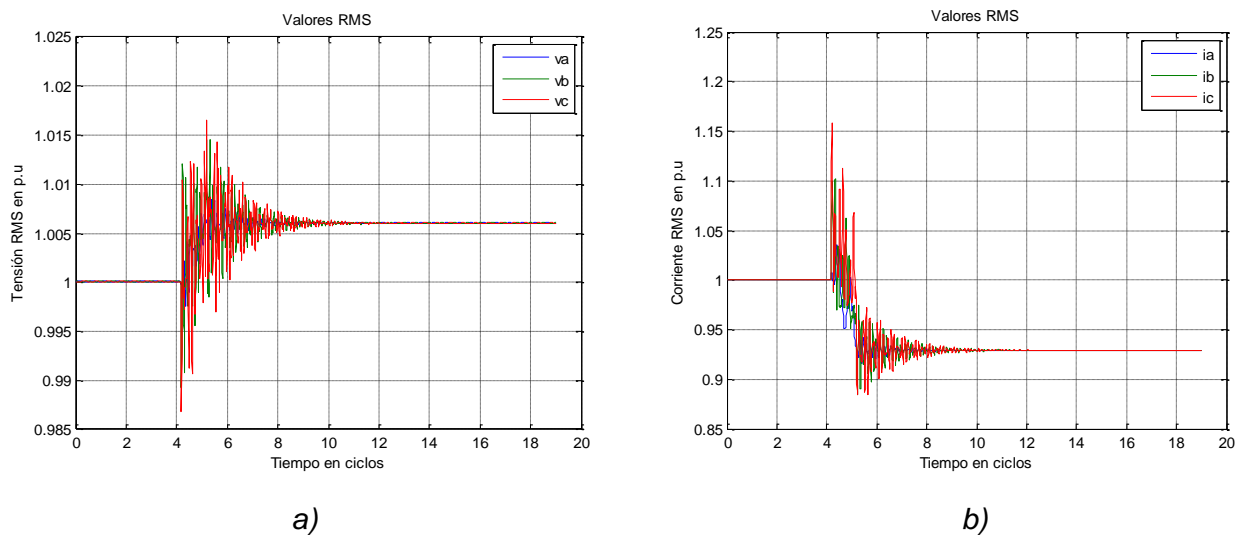 Valores RMS
1.025
1.02
1.015
1.01
1.005
1
0.995
0.99
0.985
Tensión RMS en p.u
va
vb
vc
0 2 4 6 8 10 12 14 16 18 20
Tiempo en ciclos
a)
Valores RMS
1.25
1.2
1.15
1.1
1.05
1
0.95
0.9
0.85
Corriente RMS en p.u
ia
ib
ic
0 2 4 6 8 10 12 14 16 18 20
Tiempo en ciclos
b)